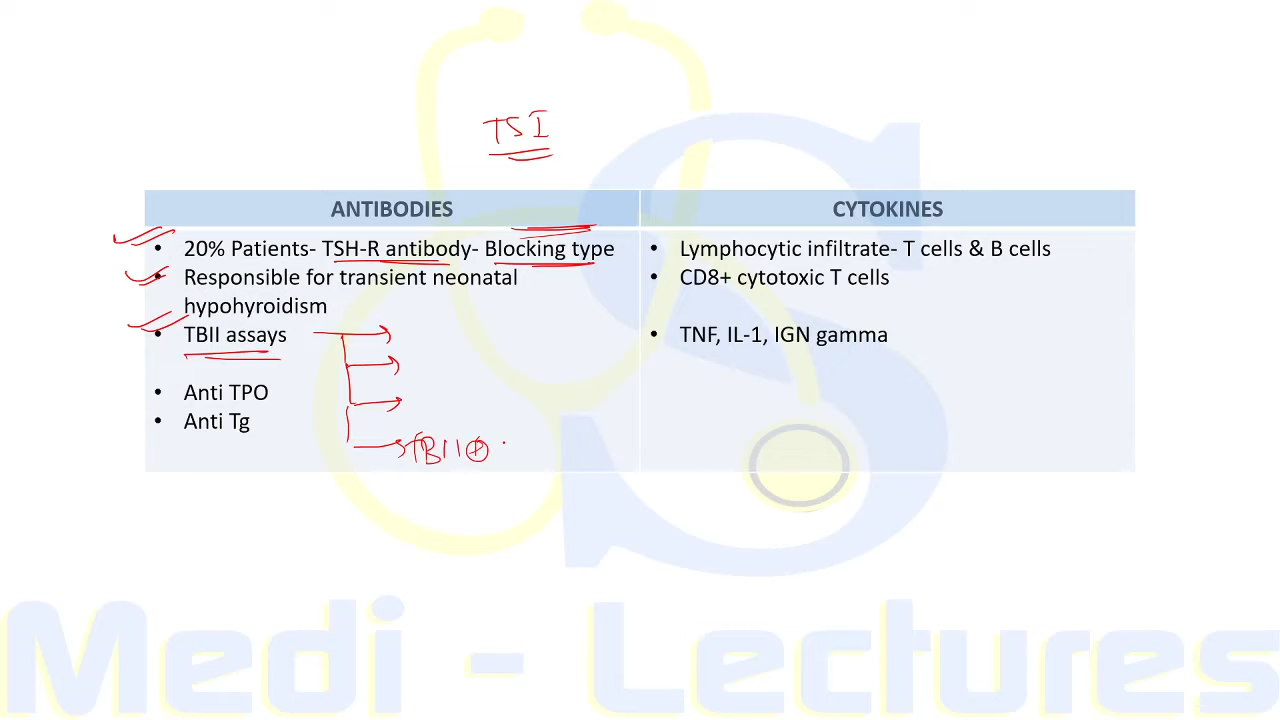 TSI
ANTIBODIES
CYTOKINES
• 20% Patients- TSH-R antibody- Blocking type
• Responsible for transient neonatal
hypohyroidism
• TBII assays
• Anti TPO
• Anti Tg
TBII +
• Lymphocytic infiltrate- T cells & B cells
• CD8+ cytotoxic T cells
• TNF, IL-1, IGN gamma
Medi - Lectures